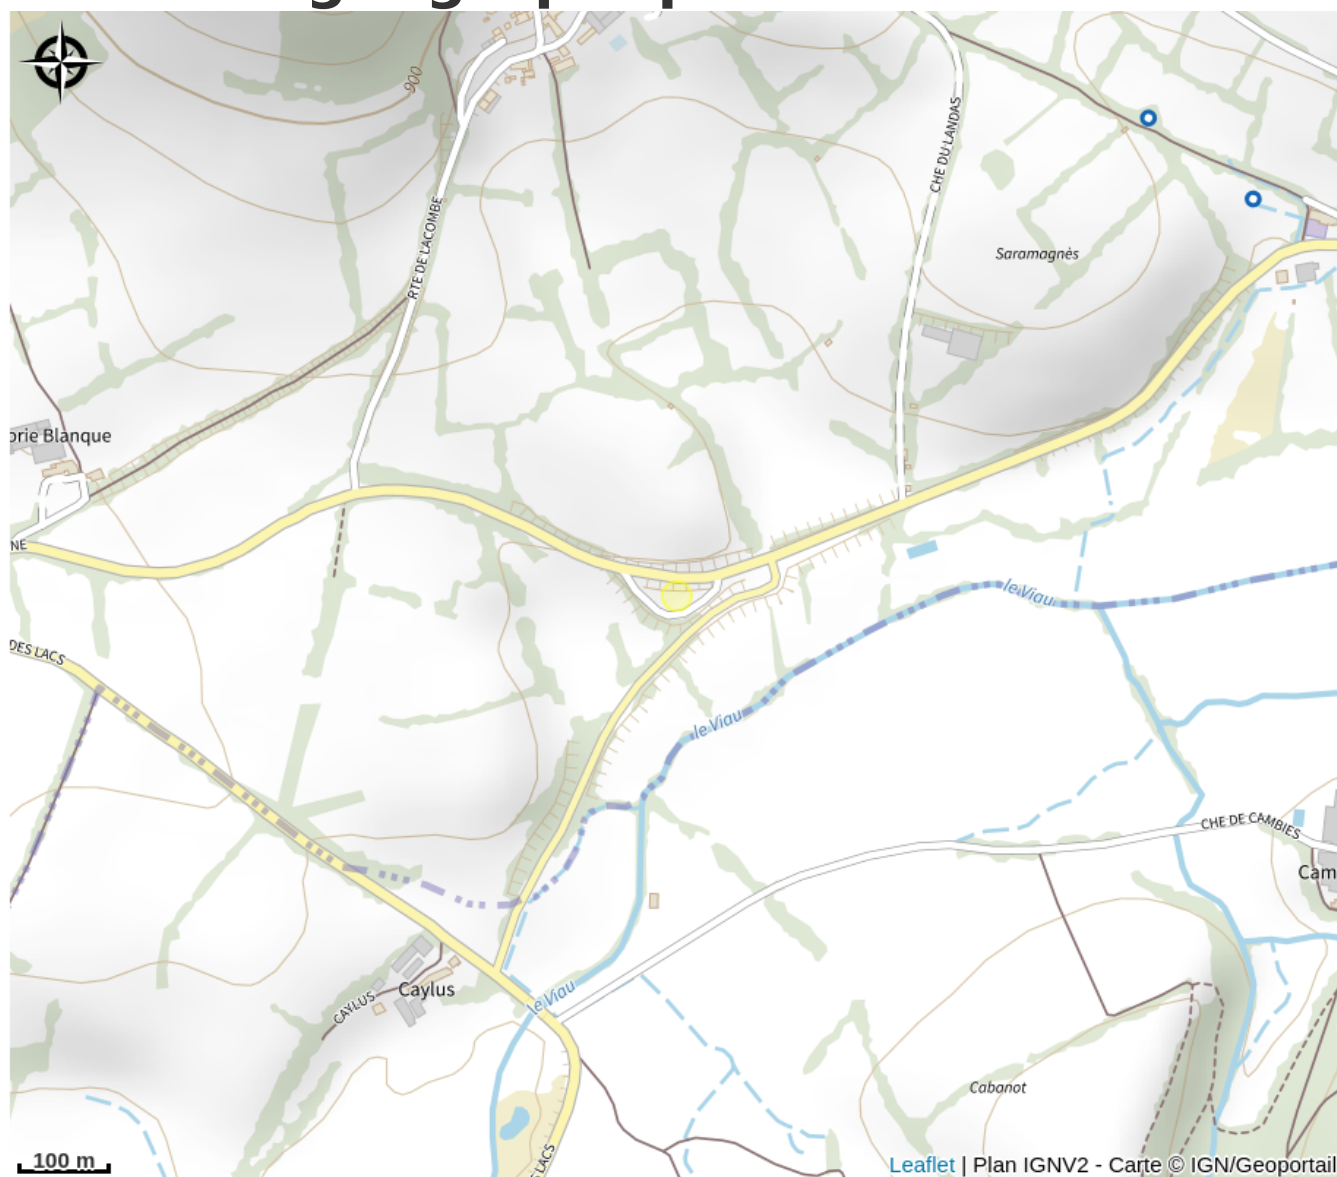 900
CHE DU LANDAS
RTE DE LACOMBE
Saramagnès
orie Blanque
NE
le Viau
DES LACS
le Viau
CHE DE CAMBIES
Cam
Caylus
CAYLUS
le Viau
Cabanot
LACS
100 m
Leaflet | Plan IGNV2 - Carte © IGN/Geoportail